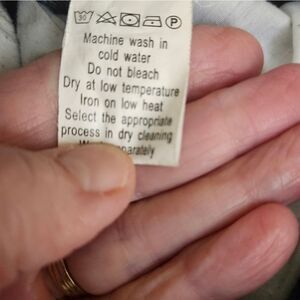 30 P
Machine wash in
cold water
Do not bleach
Dry at low temperature
Iron on low heat
Select the appropriate
process in dry cleaning